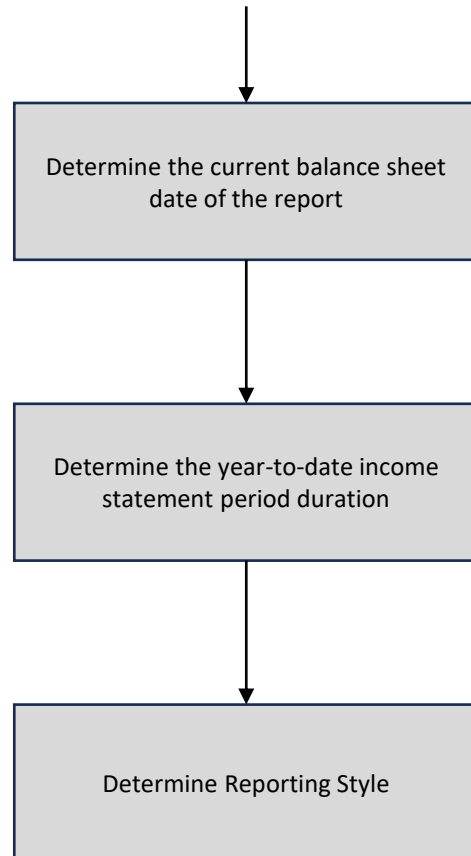 Determine the current balance sheet
date of the report
Determine the year-to-date income
statement period duration
Determine Reporting Style